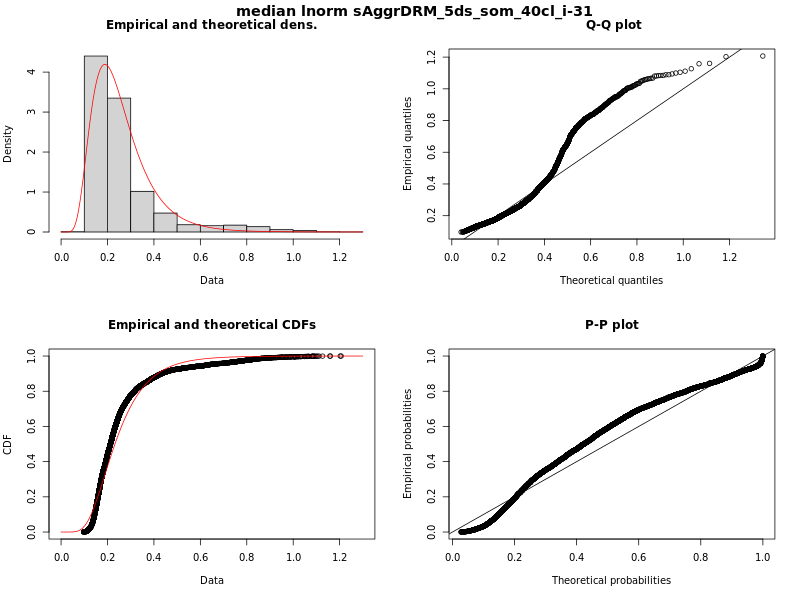 median lnorm sAggrDRM_5ds_som_40cl_i-31
Empirical and theoretical dens.
Density
0 1 2 3 4
0.0 0.2 0.4 0.6 0.8 1.0 1.2
Data
Q-Q plot
Empirical quantiles
0.2 0.4 0.6 0.8 1.0 1.2
0.0 0.2 0.4 0.6 0.8 1.0 1.2
Theoretical quantiles
Empirical and theoretical CDFs
CDF
0.0 0.2 0.4 0.6 0.8 1.0
0.0 0.2 0.4 0.6 0.8 1.0 1.2
Data
P-P plot
Empirical probabilities
0.0 0.2 0.4 0.6 0.8 1.0
0.0 0.2 0.4 0.6 0.8 1.0
Theoretical probabilities